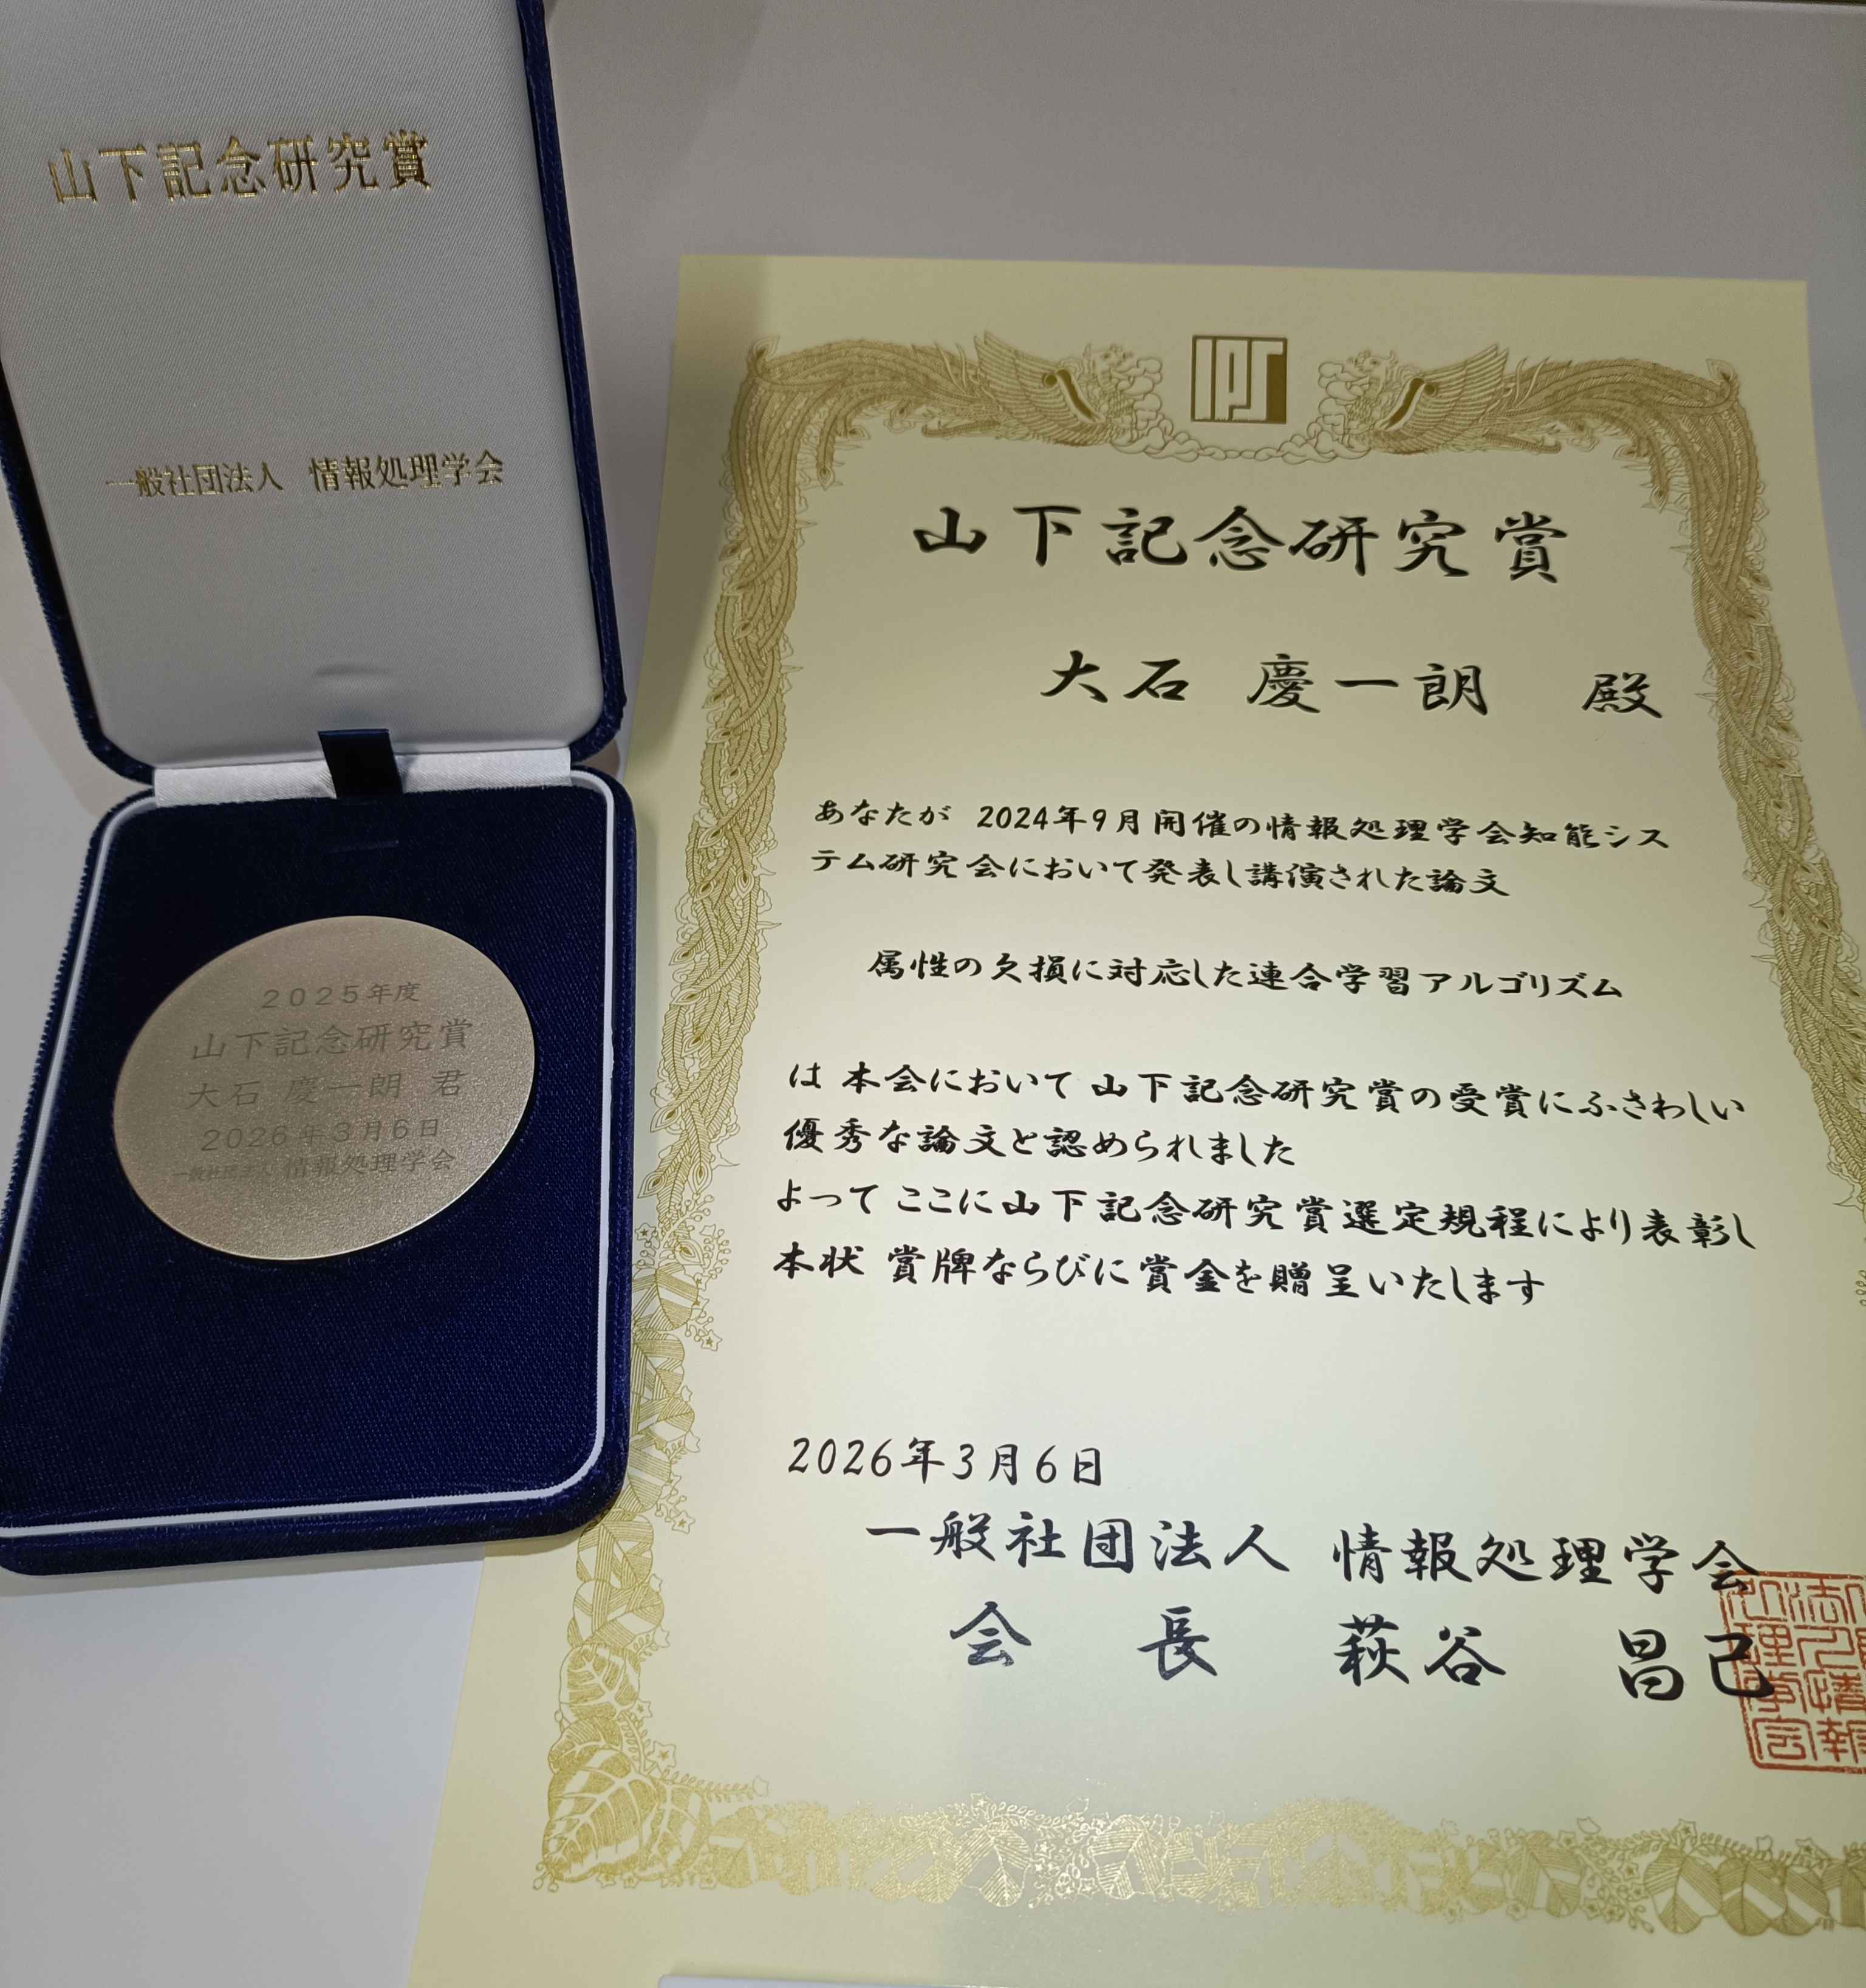 山下記念研究賞
一般社団法人 情報処理学会
2025年度
山下記念研究賞
大石 慶一朗 君
2026年3月6日
一般社団法人 情報処理学会
IPSJ
山下記念研究賞
大石 慶一朗 殿
あなたが 2024年9月開催の情報処理学会知能シス
テム研究会において発表し講演された論文
属性の欠損に対応した連合学習アルゴリズム
は 本会において 山下記念研究賞の受賞にふさわしい
優秀な論文と認められました
よって ここに山下記念研究賞選定規程により表彰し
本状 賞牌ならびに賞金を贈呈いたします
2026年3月6日
一般社団法人 情報処理学会
会 長 萩谷 昌己